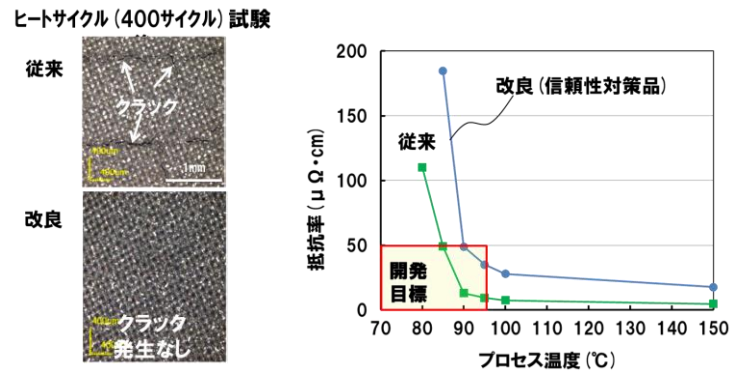 ヒートサイクル(400サイクル)試験
従来
クラック
400um
400um
1mm
改良
クラッタ
発生なし
200
150
100
50
0
抵抗率(μΩ・cm)
改良(信頼性対策品)
従来
開発
目標
70 80 90 100 110 120 130 140 150
プロセス温度(℃)